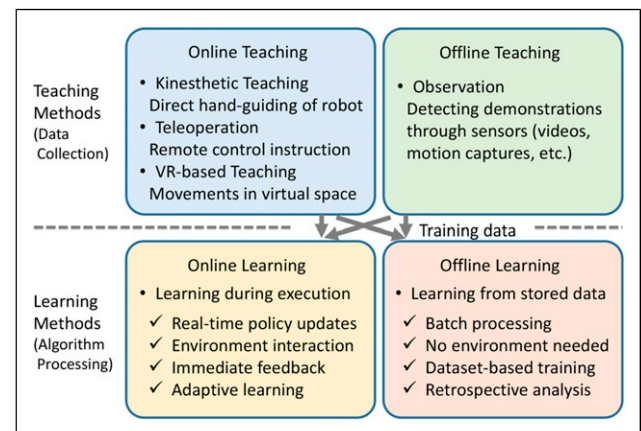 Teaching
Methods
(Data
Collection)
Online Teaching
• Kinesthetic Teaching
Direct hand-guiding of robot
• Teleoperation
Remote control instruction
• VR-based Teaching
Movements in virtual space
Offline Teaching
• Observation
Detecting demonstrations
through sensors (videos,
motion captures, etc.)
Training data
Learning
Methods
(Algorithm
Processing)
Online Learning
• Learning during execution
✓ Real-time policy updates
✓ Environment interaction
✓ Immediate feedback
✓ Adaptive learning
Offline Learning
• Learning from stored data
✓ Batch processing
✓ No environment needed
✓ Dataset-based training
✓ Retrospective analysis